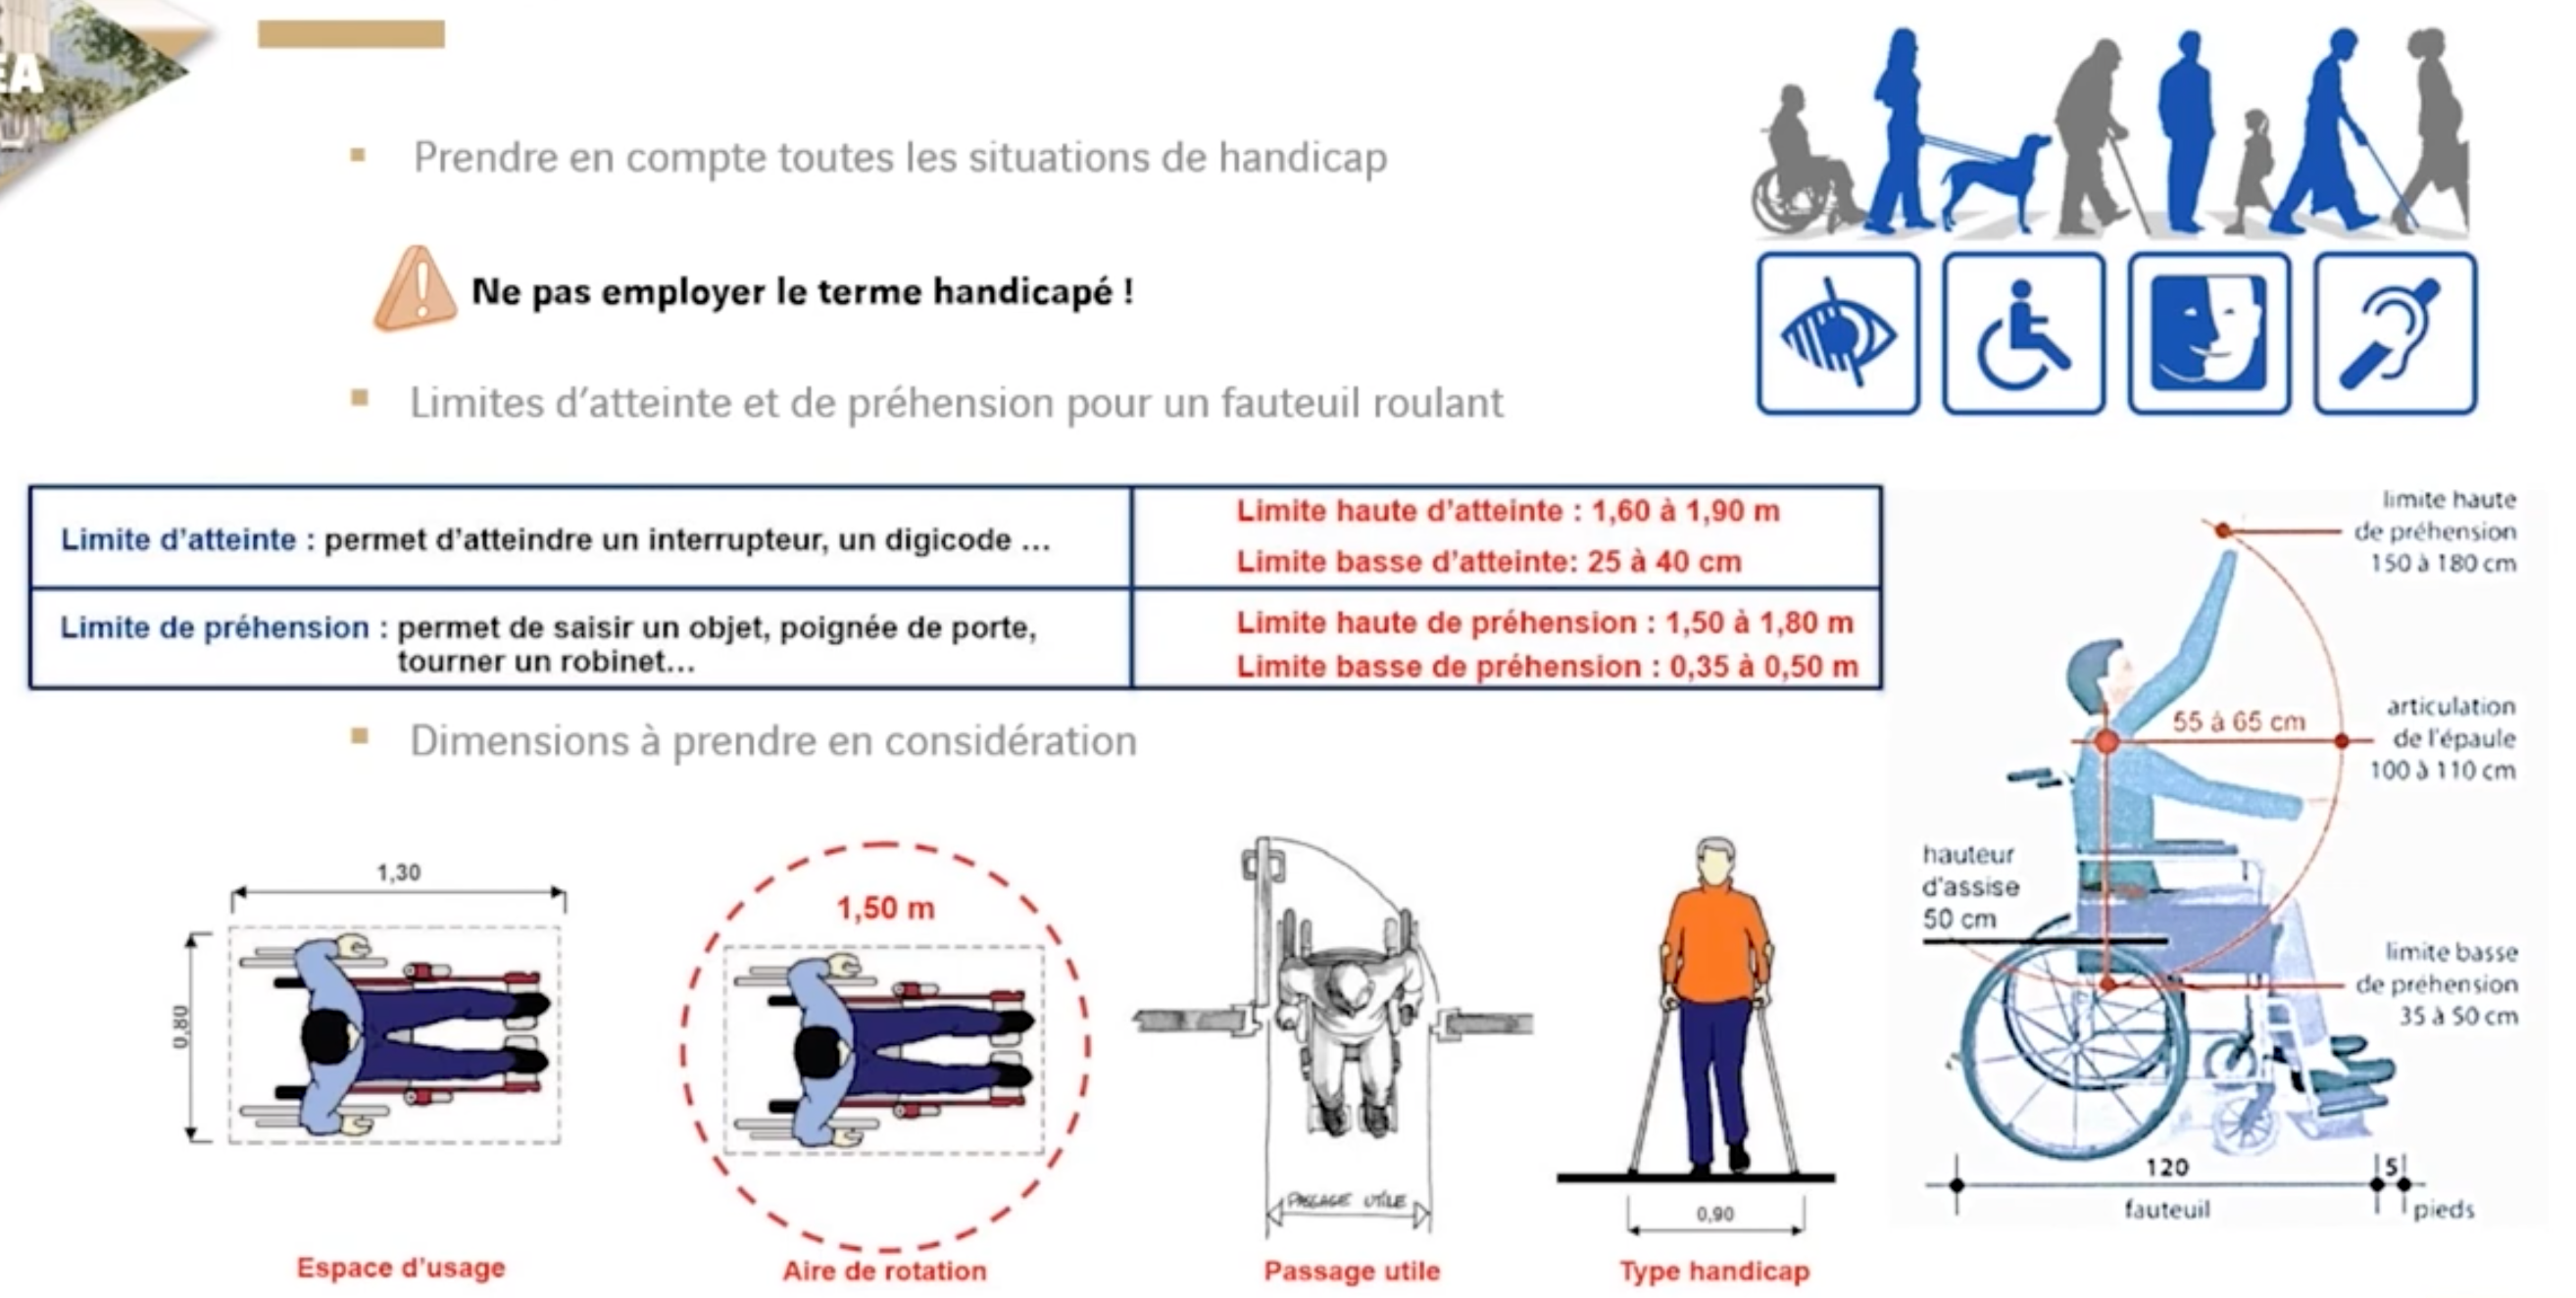 EA
Prendre en compte toutes les situations de handicap
Ne pas employer le terme handicapé !
Limites d'atteinte et de préhension pour un fauteuil roulant
Limite d'atteinte : permet d'atteindre un interrupteur, un digicode ...
Limite haute d'atteinte : 1,60 à 1,90 m
Limite basse d'atteinte: 25 à 40 cm
Limite de préhension : permet de saisir un objet, poignée de porte,
tourner un robinet...
Limite haute de préhension : 1,50 à 1,80 m
Limite basse de préhension : 0,35 à 0,50 m
limite haute
de préhension
150 à 180 cm
55 à 65 cm
articulation
de l'épaule
100 à 110 cm
hauteur
d'assise
50 cm
limite basse
de préhension
35 à 50 cm
120
5
fauteuil
pieds
Dimensions à prendre en considération
1,30
0,80
Espace d'usage
1,50 m
Aire de rotation
PASSAGE UTILE
Passage utile
0,90
Type handicap